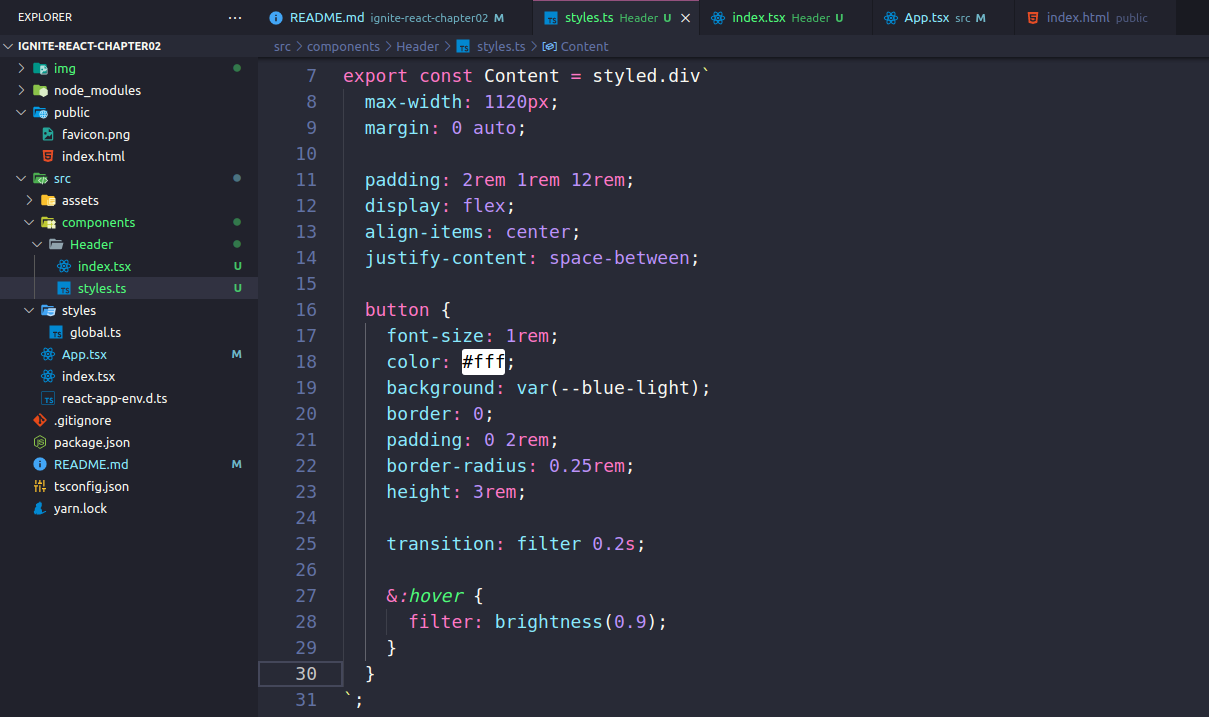 EXPLORER ...
IGNITE-REACT-CHAPTER02
img
node_modules
public
favicon.png
index.html
src
assets
components
Header
index.tsx U
styles.ts U
styles
global.ts
App.tsx M
index.tsx
react-app-env.d.ts
.gitignore
package.json
README.md M
tsconfig.json
yarn.lock
README.md ignite-react-chapter02 M styles.ts Header U index.tsx Header U App.tsx src M index.html public
src > components > Header > TS styles.ts > Content
7 export const Content = styled.div`
8 max-width: 1120px;
9 margin: 0 auto;
10
11 padding: 2rem 1rem 12rem;
12 display: flex;
13 align-items: center;
14 justify-content: space-between;
15
16 button {
17 font-size: 1rem;
18 color: #fff;
19 background: var(--blue-light);
20 border: 0;
21 padding: 0 2rem;
22 border-radius: 0.25rem;
23 height: 3rem;
24
25 transition: filter 0.2s;
26
27 &:hover {
28 filter: brightness(0.9);
29 }
30 }
31 `;